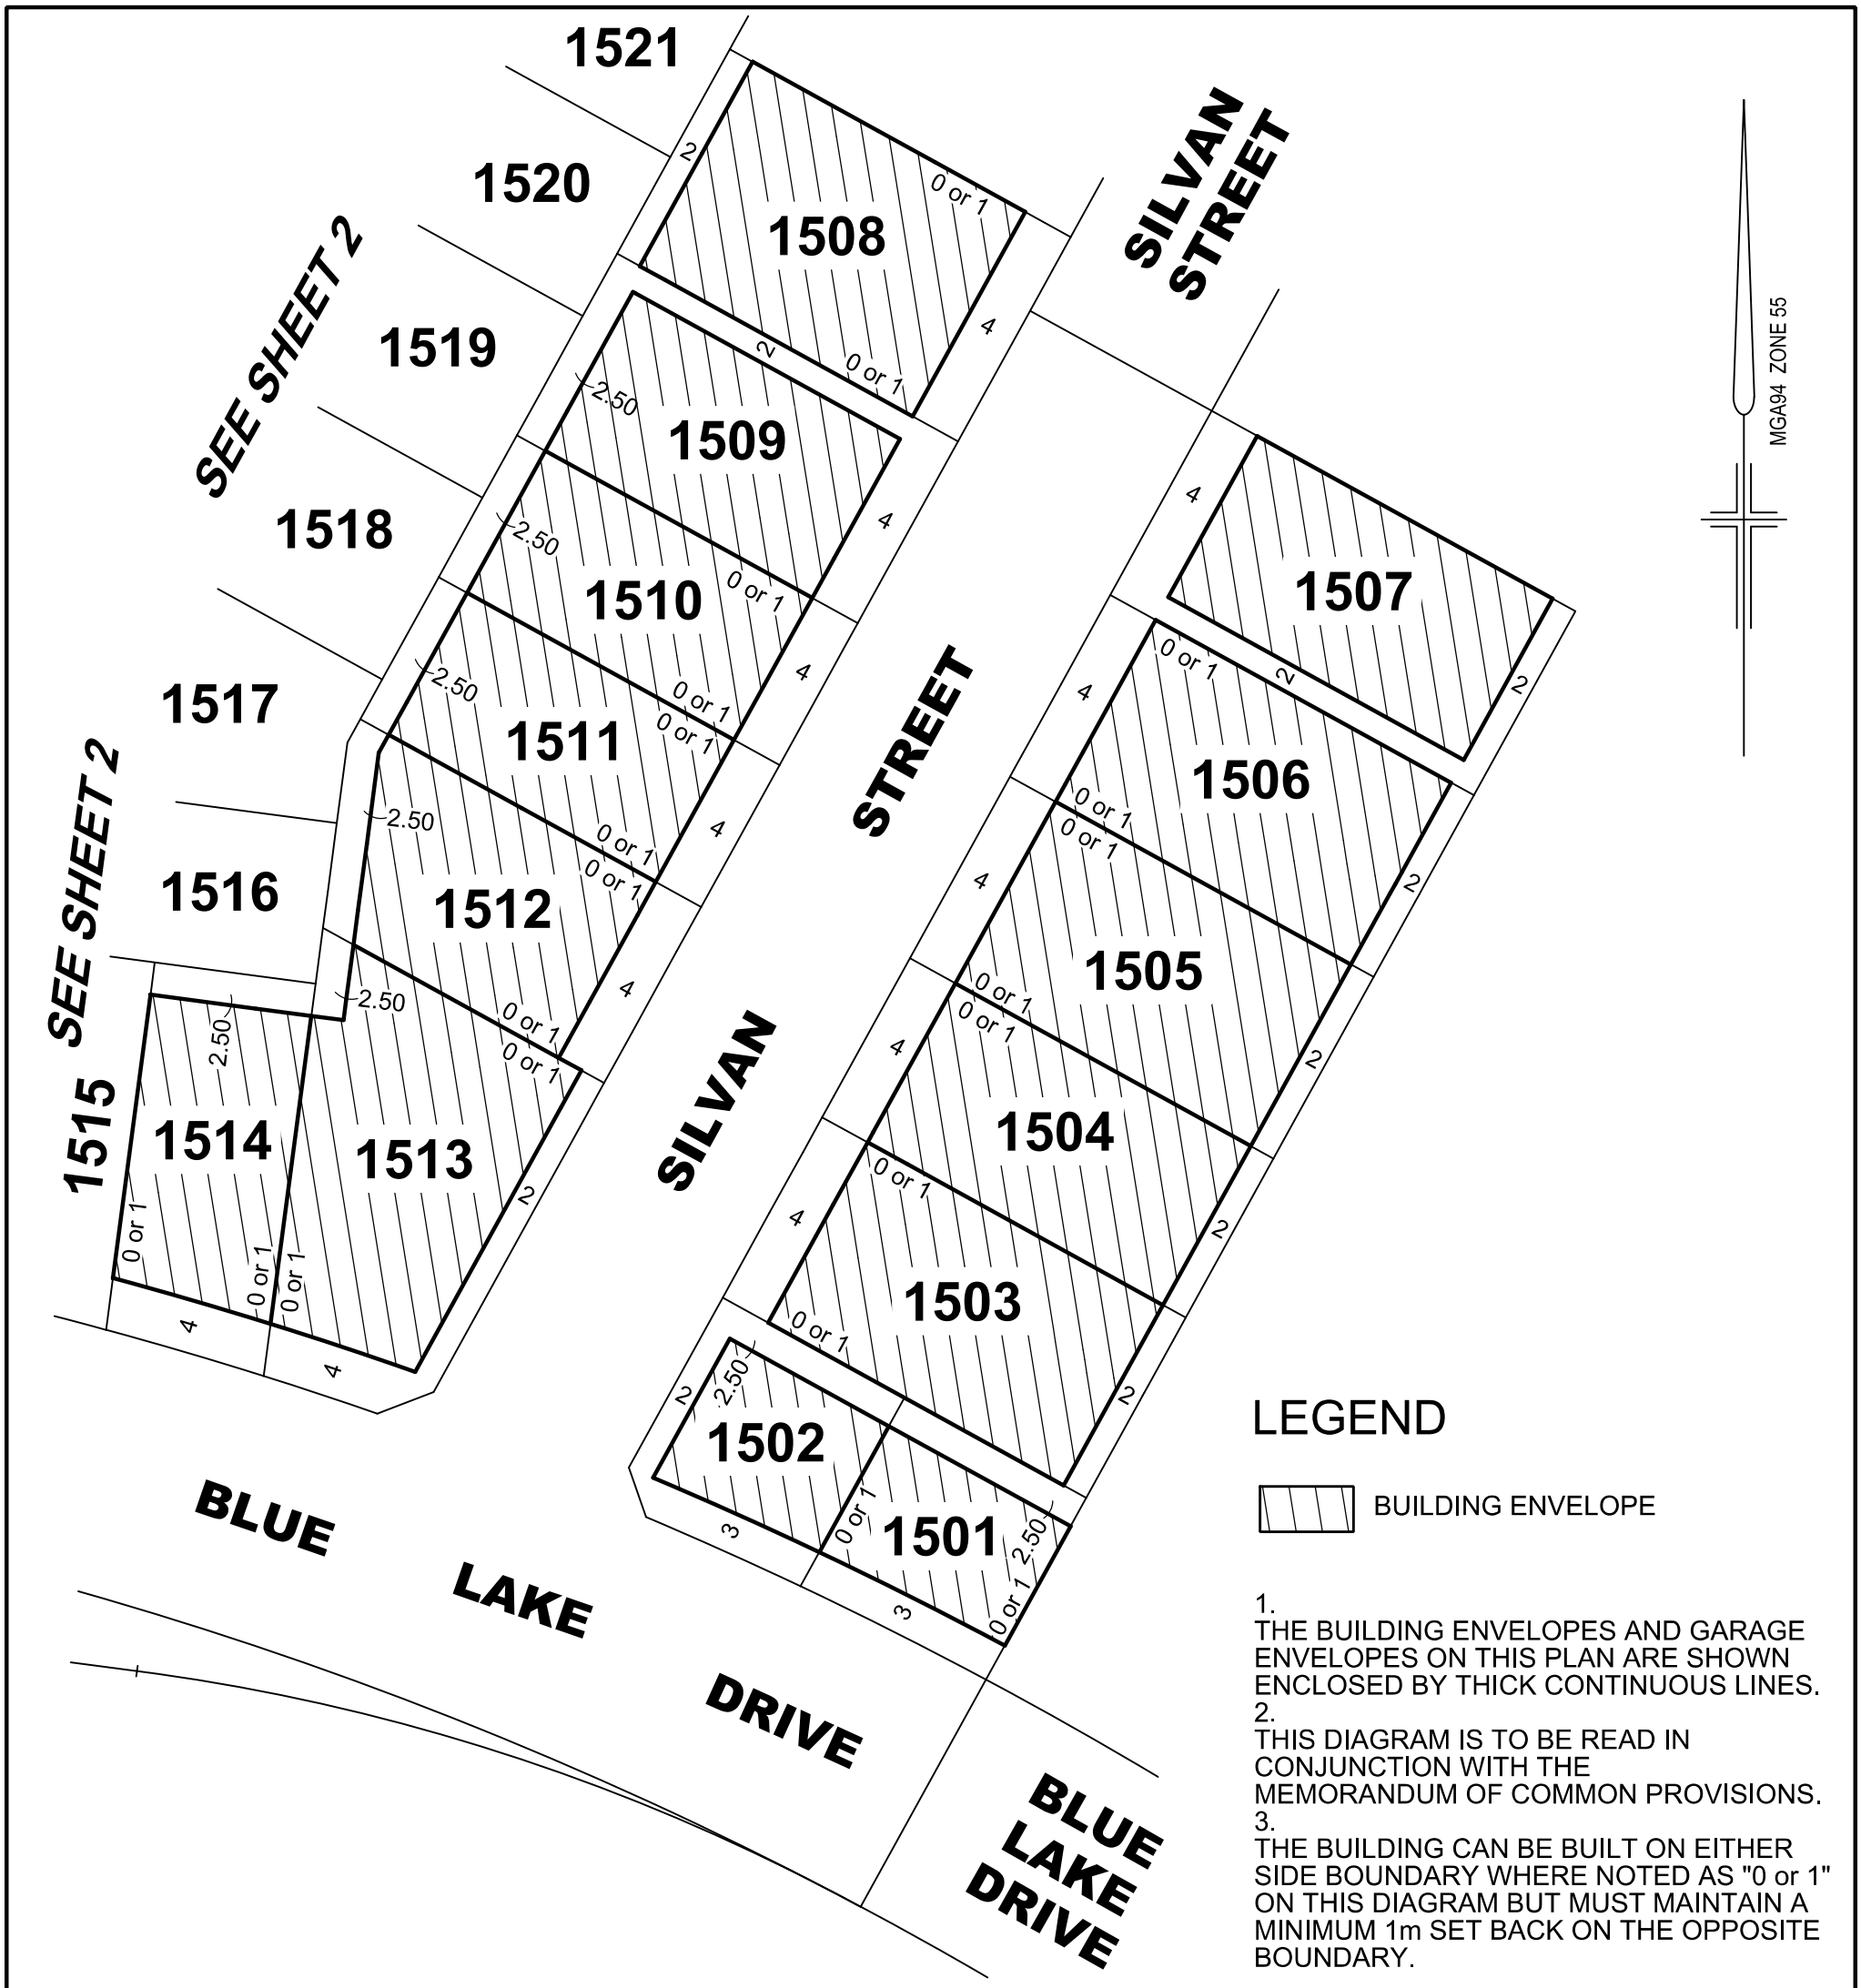 1521
SILVAN
STREET
2
1520
0 or 1
1508
SEE SHEET 2
4
MGA94 ZONE 55
1519
2
0 or 1
2.50
1509
4
4
1518
2.50
1507
0 or 1
1510
0 or 1
2
2
4
2.50
0 or 1
4
1517
0 or 1
1511
STREET
1506
SEE SHEET 2
2.50
0 or 1
4
0 or 1
0 or 1
0 or 1
4
2
1516
1512
1505
2.50
0 or 1
4
0 or 1
0 or 1
2.50
0 or 1
4
2
SILVAN
1515
1514
1513
1504
0 or 1
2
4
2
0 or 1
0 or 1
0 or 1
1503
4
4
0 or 1
2.50
2
2
1502
LEGEND
BLUE
LAKE
DRIVE
3
0 or 1
1501
2.50
0 or 1
3
BUILDING ENVELOPE
1.
THE BUILDING ENVELOPES AND GARAGE
ENVELOPES ON THIS PLAN ARE SHOWN
ENCLOSED BY THICK CONTINUOUS LINES.
2.
THIS DIAGRAM IS TO BE READ IN
CONJUNCTION WITH THE
MEMORANDUM OF COMMON PROVISIONS.
3.
THE BUILDING CAN BE BUILT ON EITHER
SIDE BOUNDARY WHERE NOTED AS "0 or 1"
ON THIS DIAGRAM BUT MUST MAINTAIN A
MINIMUM 1m SET BACK ON THE OPPOSITE
BOUNDARY.
BLUE
LAKE
DRIVE